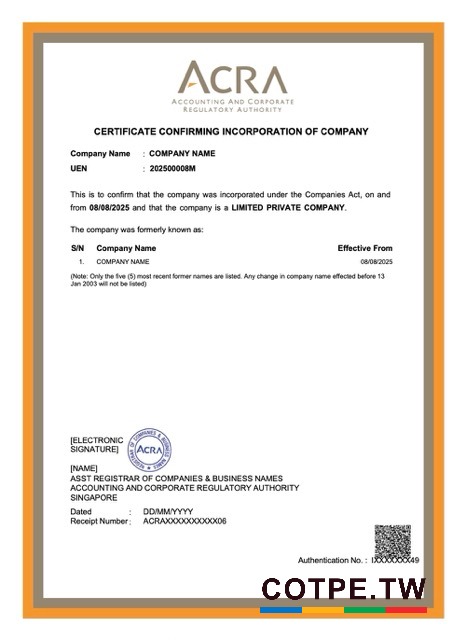 ACRA
ACCOUNTING AND CORPORATE
REGULATORY AUTHORITY
CERTIFICATE CONFIRMING INCORPORATION OF COMPANY
Company Name : COMPANY NAME
UEN : 202500008M
This is to confirm that the company was incorporated under the Companies Act, on and
from 08/08/2025 and that the company is a LIMITED PRIVATE COMPANY.
The company was formerly known as:
S/N Company Name Effective From
1. COMPANY NAME 08/08/2025
(Note: Only the five (5) most recent former names are listed. Any change in company name effected before 13
Jan 2003 will not be listed)
[ELECTRONIC
SIGNATURE]
REGISTRAR OF COMPANIES & BUSINESS NAMES
ACRA
[NAME]
ASST REGISTRAR OF COMPANIES & BUSINESS NAMES
ACCOUNTING AND CORPORATE REGULATORY AUTHORITY
SINGAPORE
Dated : DD/MM/YYYY
Receipt Number : ACRAXXXXXXXXXX06
Authentication No. : IXXXXXXX49
COTPE.TW